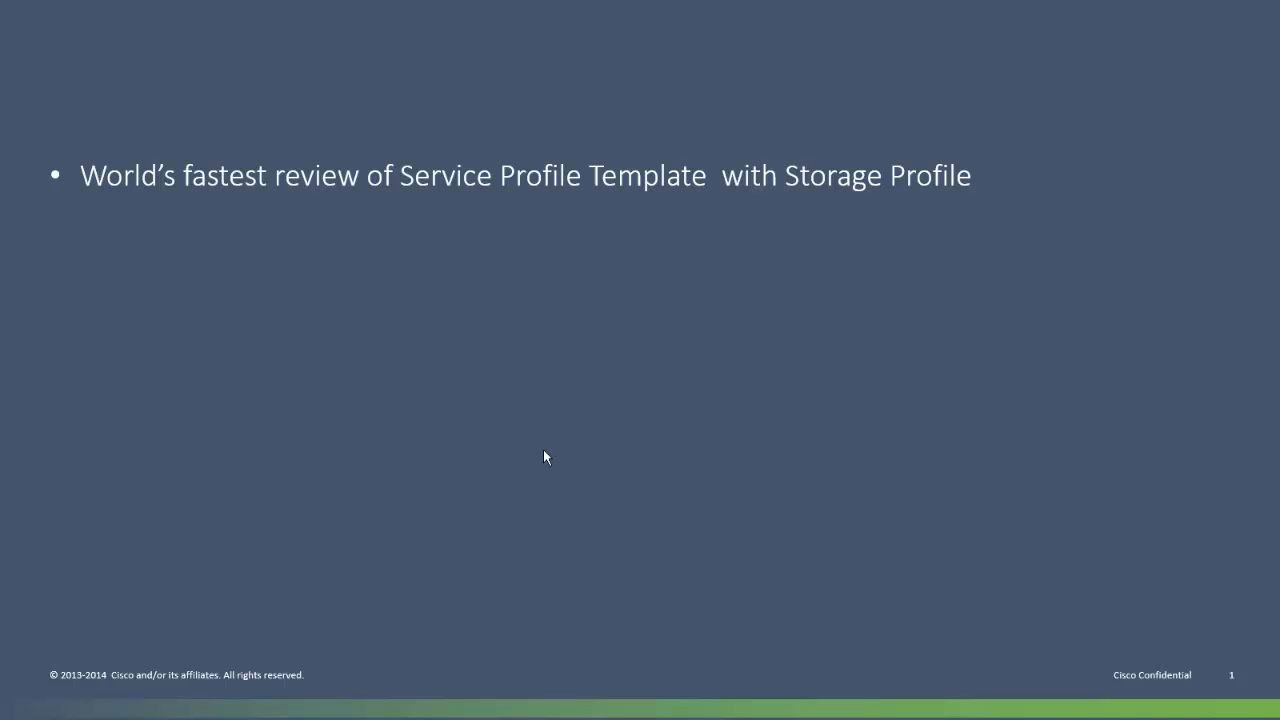 • World’s fastest review of Service Profile Template  with Storage Profile
© 2013-2014  Cisco and/or its affiliates. All rights reserved.
Cisco Confidential
1